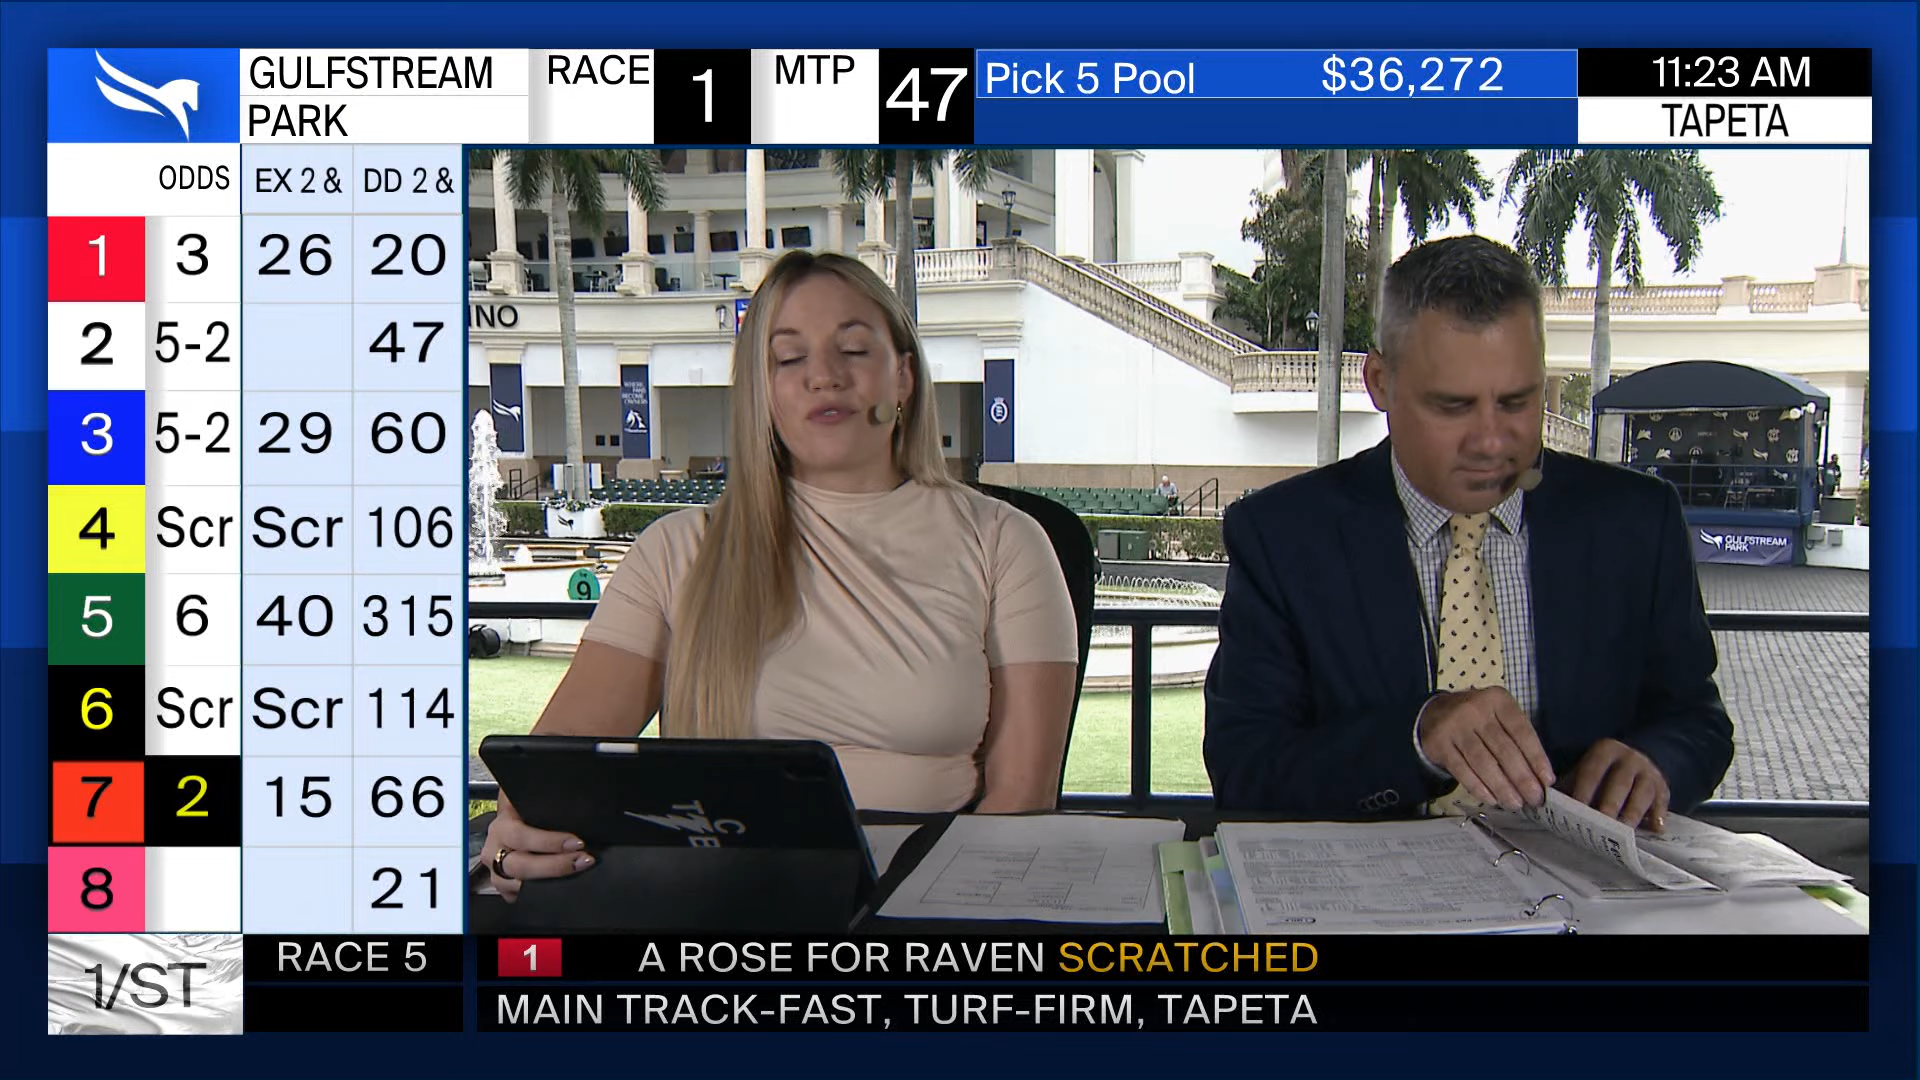 GULFSTREAM PARK
RACE 1 MTP 47
Pick 5 Pool $36,272
11:23 AM
TAPETA
ODDS EX 2 & DD 2 &
1 3 26 20
2 5-2 47
3 5-2 29 60
4 Scr Scr 106
5 6 40 315
6 Scr Scr 114
7 2 15 66
8 21
INO
9
GULFSTREAM
PARK
1/ST
RACE 5
1 A ROSE FOR RAVEN SCRATCHED
MAIN TRACK-FAST, TURF-FIRM, TAPETA